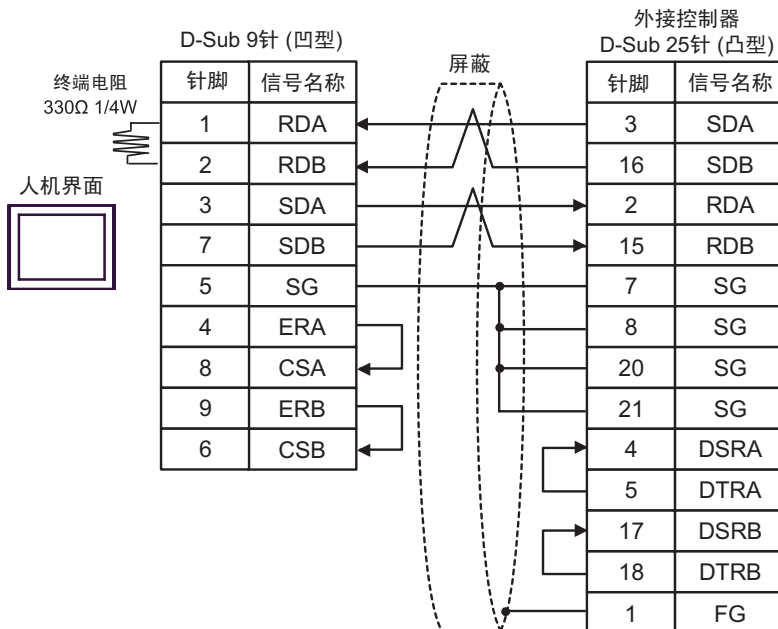 外接控制器
D-Sub 9针 (凹型)
D-Sub 25针 (凸型)
屏蔽
终端电阻
330Ω 1/4W
人机界面
针脚 信号名称
1 RDA
2 RDB
3 SDA
7 SDB
5 SG
4 ERA
8 CSA
9 ERB
6 CSB
针脚 信号名称
3 SDA
16 SDB
2 RDA
15 RDB
7 SG
8 SG
20 SG
21 SG
4 DSRA
5 DTRA
17 DSRB
18 DTRB
1 FG